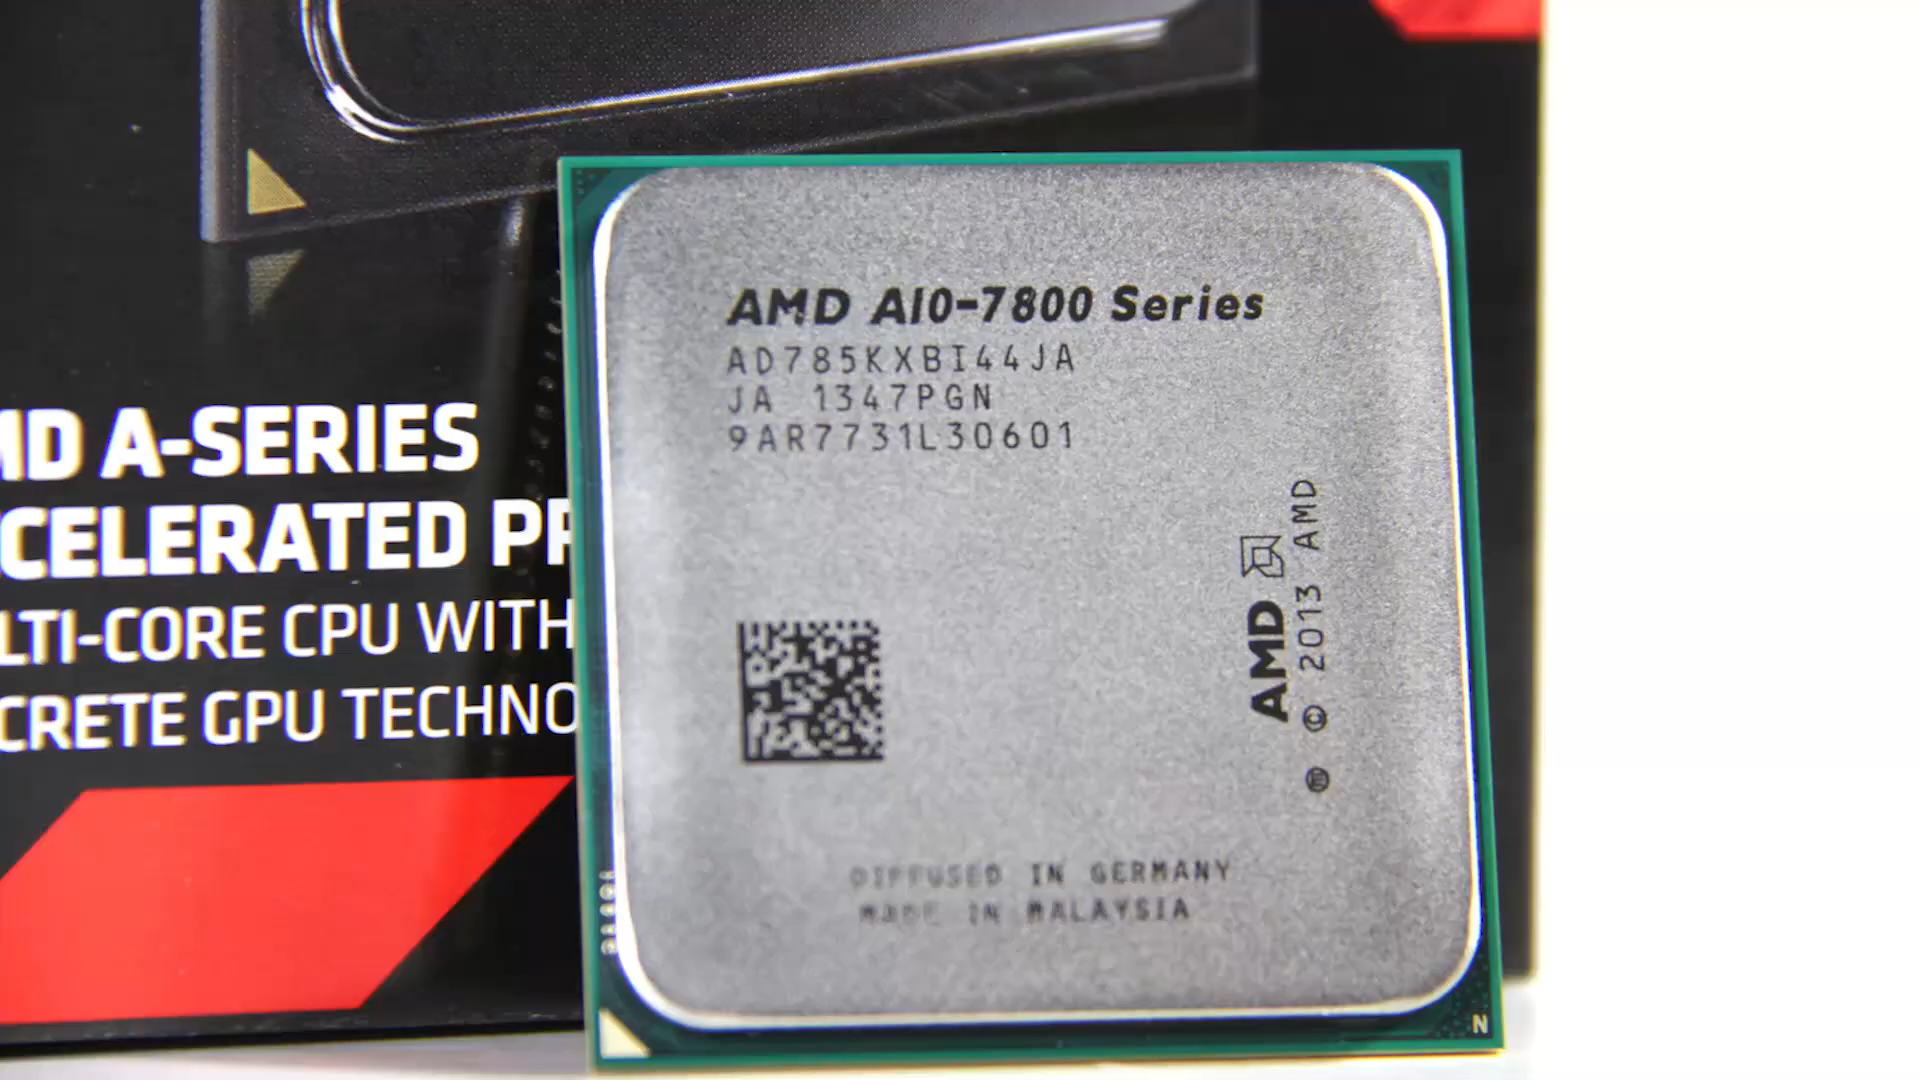 MD A-SERIES
CCELERATED PR
LTI-CORE CPU WITH
CRETE GPU TECHNO
AMD A10-7800 Series
AD785KXBI44JA
JA 1347PGN
9AR7731L30601
AMD
® © 2013 AMD
DIFFUSED IN GERMANY
MADE IN MALAYSIA
N